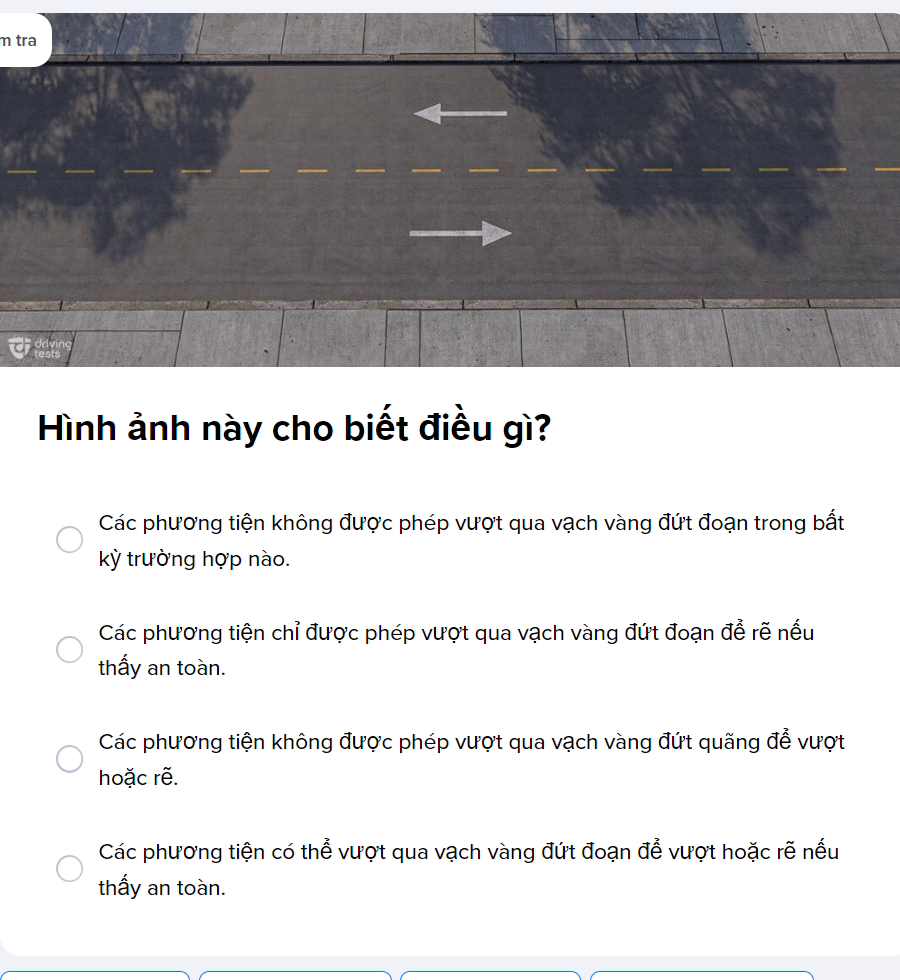 m tra
driving
tests
Hình ảnh này cho biết điều gì?
Các phương tiện không được phép vượt qua vạch vàng đứt đoạn trong bất
kỳ trường hợp nào.
Các phương tiện chỉ được phép vượt qua vạch vàng đứt đoạn để rẽ nếu
thấy an toàn.
Các phương tiện không được phép vượt qua vạch vàng đứt quãng để vượt
hoặc rẽ.
Các phương tiện có thể vượt qua vạch vàng đứt đoạn để vượt hoặc rẽ nếu
thấy an toàn.